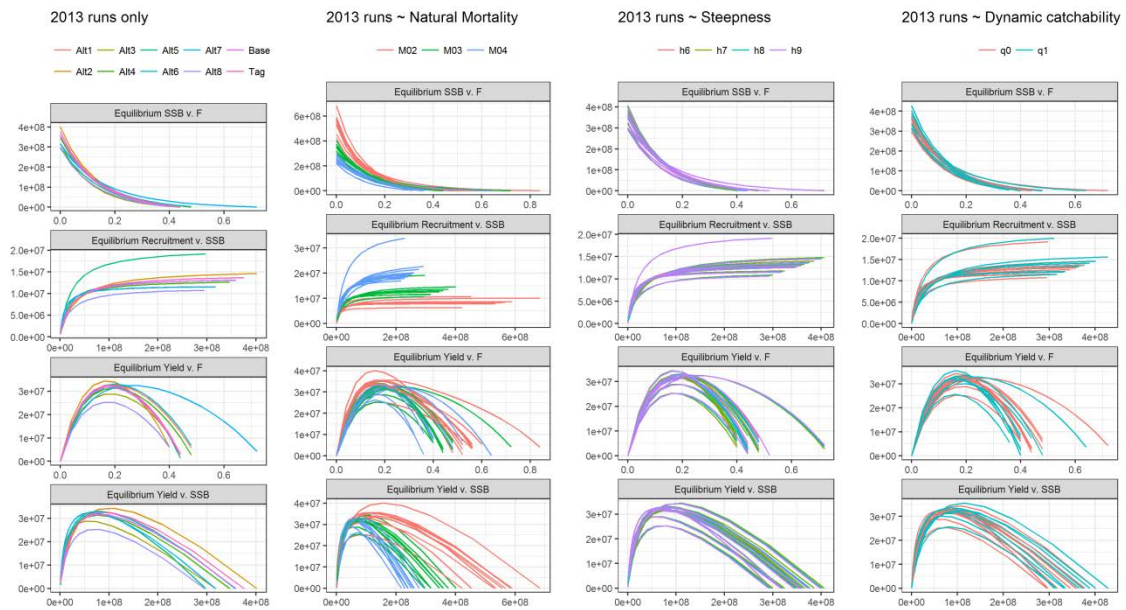 2013 runs only
2013 runs ~ Natural Mortality
2013 runs ~ Steepness
2013 runs ~ Dynamic catchability
Alt1 Alt3 Alt5 Alt7 Base
Alt2 Alt4 Alt6 Alt8 Tag
M02 M03 M04
h6 h7 h8 h9
q0 q1
Equilibrium SSB v. F
4e+08
3e+08
2e+08
1e+08
0e+00
0.0 0.2 0.4 0.6
Equilibrium Recruitment v. SSB
2.0e+07
1.5e+07
1.0e+07
5.0e+06
0.0e+00
0e+00 1e+08 2e+08 3e+08 4e+08
Equilibrium Yield v. F
3e+07
2e+07
1e+07
0e+00
0.0 0.2 0.4 0.6
Equilibrium Yield v. SSB
3e+07
2e+07
1e+07
0e+00
0e+00 1e+08 2e+08 3e+08 4e+08
Equilibrium SSB v. F
6e+08
4e+08
2e+08
0e+00
0.0 0.2 0.4 0.6 0.8
Equilibrium Recruitment v. SSB
3e+07
2e+07
1e+07
0e+00
0e+00 2e+08 4e+08 6e+08
Equilibrium Yield v. F
4e+07
3e+07
2e+07
1e+07
0e+00
0.0 0.2 0.4 0.6 0.8
Equilibrium Yield v. SSB
4e+07
3e+07
2e+07
1e+07
0e+00
0e+00 2e+08 4e+08 6e+08
Equilibrium SSB v. F
4e+08
3e+08
2e+08
1e+08
0e+00
0.0 0.2 0.4 0.6
Equilibrium Recruitment v. SSB
2.0e+07
1.5e+07
1.0e+07
5.0e+06
0.0e+00
0e+00 1e+08 2e+08 3e+08 4e+08
Equilibrium Yield v. F
3e+07
2e+07
1e+07
0e+00
0.0 0.2 0.4 0.6
Equilibrium Yield v. SSB
3e+07
2e+07
1e+07
0e+00
0e+00 1e+08 2e+08 3e+08 4e+08
Equilibrium SSB v. F
4e+08
3e+08
2e+08
1e+08
0e+00
0.0 0.2 0.4 0.6
Equilibrium Recruitment v. SSB
2.0e+07
1.5e+07
1.0e+07
5.0e+06
0.0e+00
0e+00 1e+08 2e+08 3e+08 4e+08
Equilibrium Yield v. F
3e+07
2e+07
1e+07
0e+00
0.0 0.2 0.4 0.6
Equilibrium Yield v. SSB
3e+07
2e+07
1e+07
0e+00
0e+00 1e+08 2e+08 3e+08 4e+08